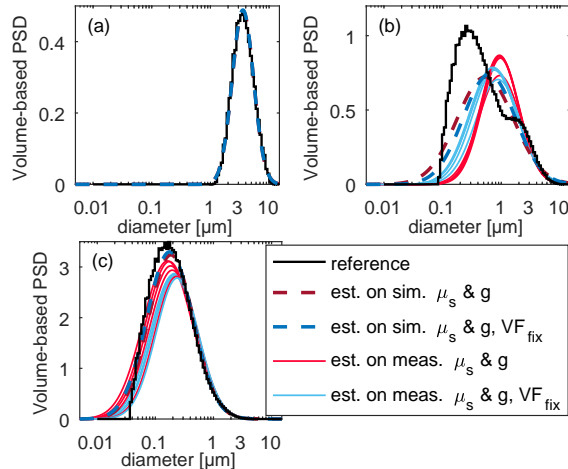 (a)
Volume-based PSD
0.4
0.2
0
0.01 0.1 1 3 10
diameter [µm]
(b)
Volume-based PSD
1
0.5
0
0.01 0.1 1 3 10
diameter [µm]
(c)
Volume-based PSD
3
2
1
0
0.01 0.1 1 3 10
diameter [µm]
reference
est. on sim. μs & g
est. on sim. μs & g, VFfix
est. on meas. μs & g
est. on meas. μs & g, VFfix